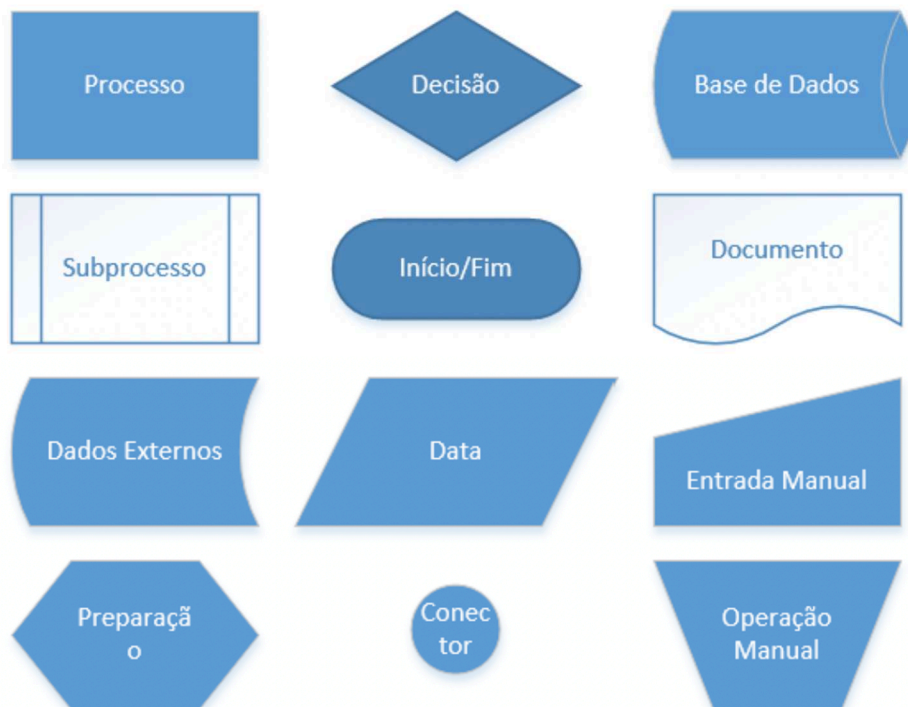 Processo
Decisão
Base de Dados
Subprocesso
Início/Fim
Documento
Dados Externos
Data
Entrada Manual
Preparaçã
o
Conec
tor
Operação
Manual